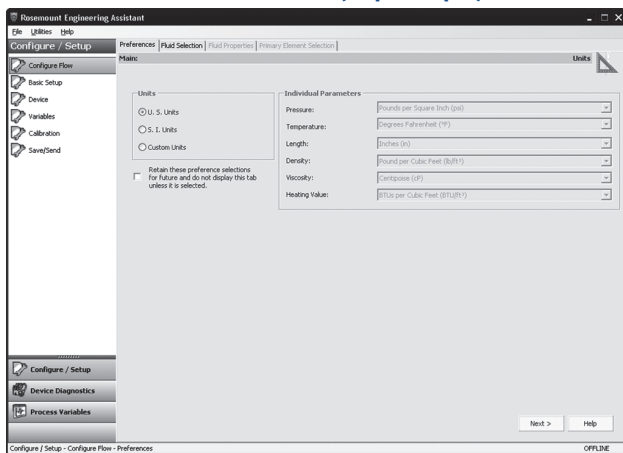 Rosemount Engineering Assistant
File Utilities Help
Configure / Setup
Configure Flow
Basic Setup
Device
Variables
Calibration
Save/Send
Configure / Setup
Device Diagnostics
Process Variables
Preferences Fluid Selection Fluid Properties Primary Element Selection
Main: Units
Units
U. S. Units
S. I. Units
Custom Units
Retain these preference selections
for future and do not display this tab
unless it is selected.
Individual Parameters
Pressure: Pounds per Square Inch (psi)
Temperature: Degrees Fahrenheit (°F)
Length: Inches (in)
Density: Pound per Cubic Feet (lb/ft³)
Viscosity: Centipoise (cP)
Heating Value: BTUs per Cubic Feet (BTU/ft³)
Next > Help
Configure / Setup - Configure Flow - Preferences OFFLINE